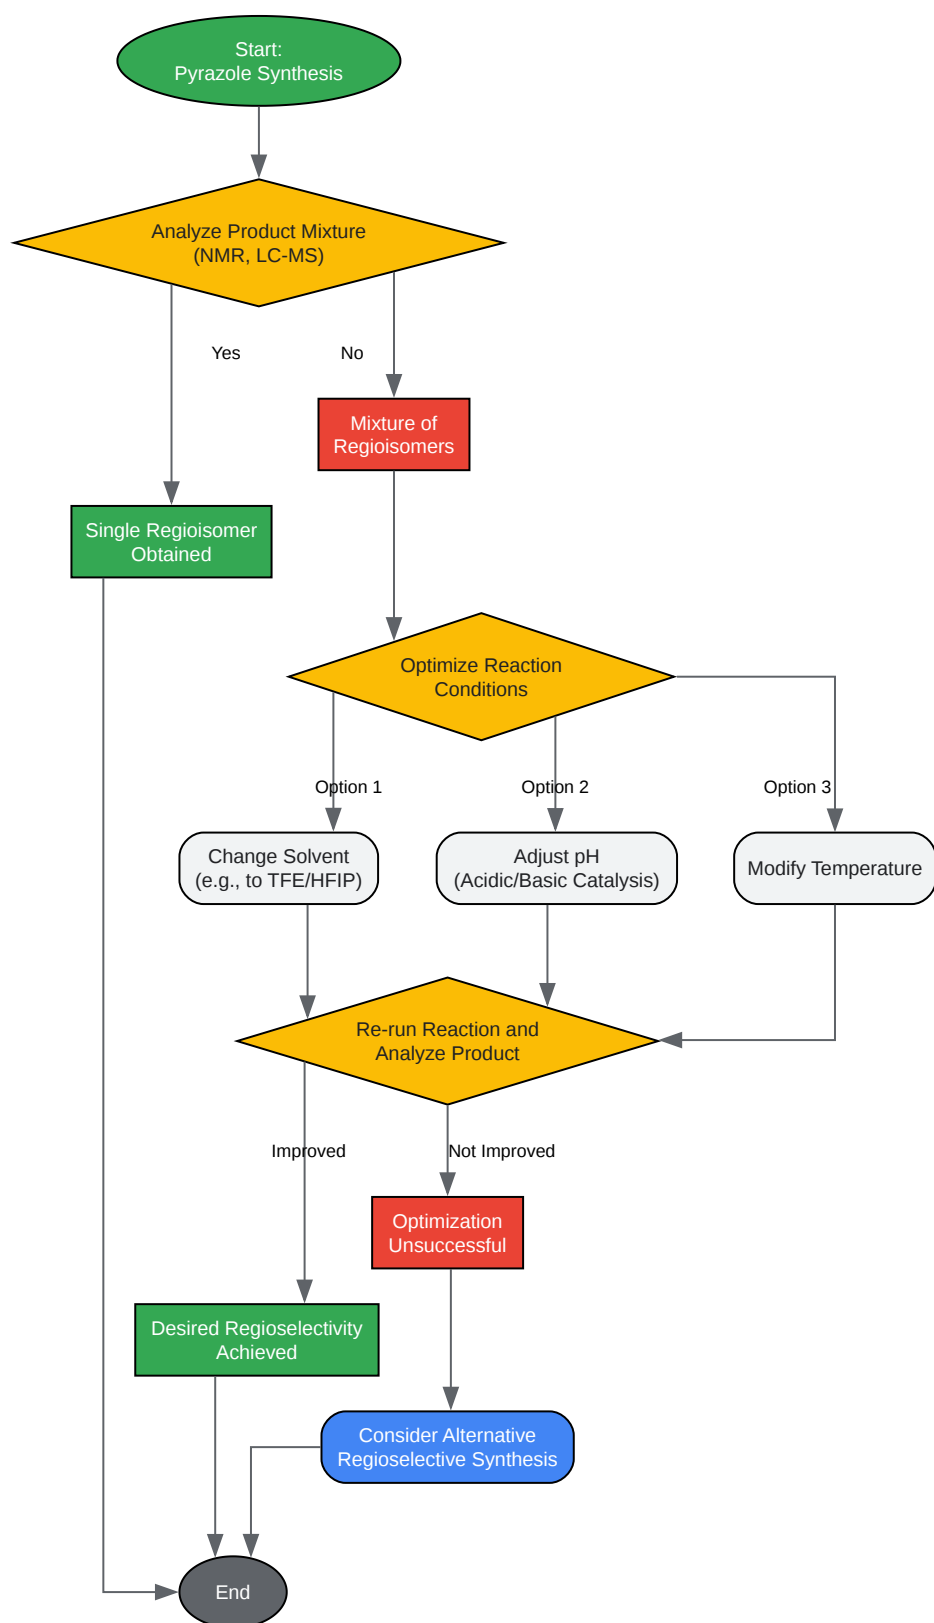 Start:
Pyrazole Synthesis
Analyze Product Mixture
(NMR, LC-MS)
Yes
No
Mixture of
Regioisomers
Single Regioisomer
Obtained
Optimize Reaction
Conditions
Option 1
Option 2
Option 3
Change Solvent
(e.g., to TFE/HFIP)
Adjust pH
(Acidic/Basic Catalysis)
Modify Temperature
Re-run Reaction and
Analyze Product
Improved
Not Improved
Optimization
Unsuccessful
Desired Regioselectivity
Achieved
Consider Alternative
Regioselective Synthesis
End